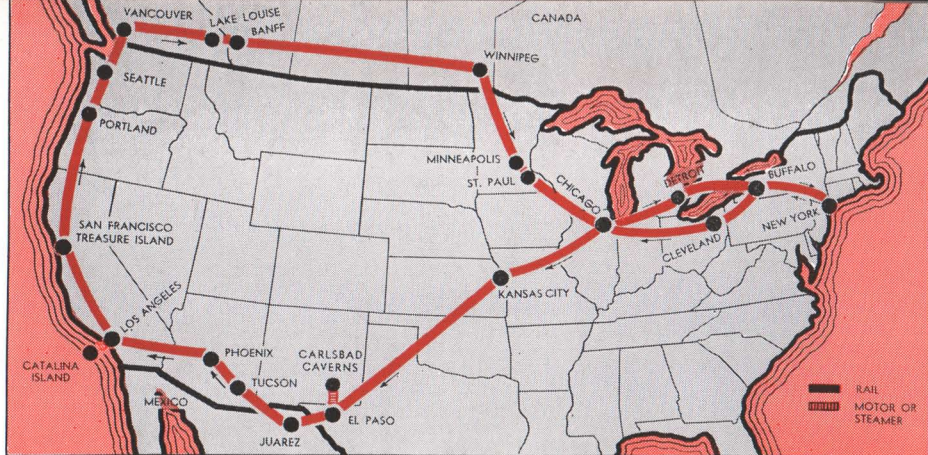 CANADA
VANCOUVER
LAKE LOUISE
BANFF
WINNIPEG
SEATTLE
PORTLAND
MINNEAPOLIS
ST. PAUL
CHICAGO
DETROIT
BUFFALO
NEW YORK
CLEVELAND
SAN FRANCISCO
TREASURE ISLAND
KANSAS CITY
LOS ANGELES
CATALINA
ISLAND
PHOENIX
CARLSBAD
CAVERNS
TUCSON
MEXICO
EL PASO
JUAREZ
RAIL
MOTOR OR
STEAMER